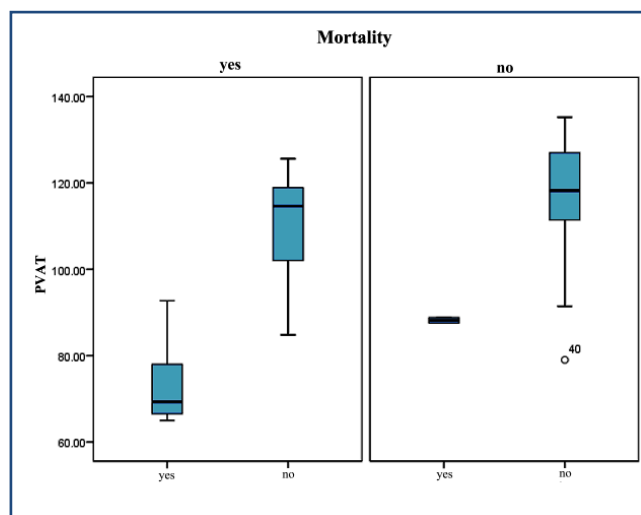 Mortality
yes no
140.00
120.00
100.00
80.00
60.00
PVAT
40
yes no yes no